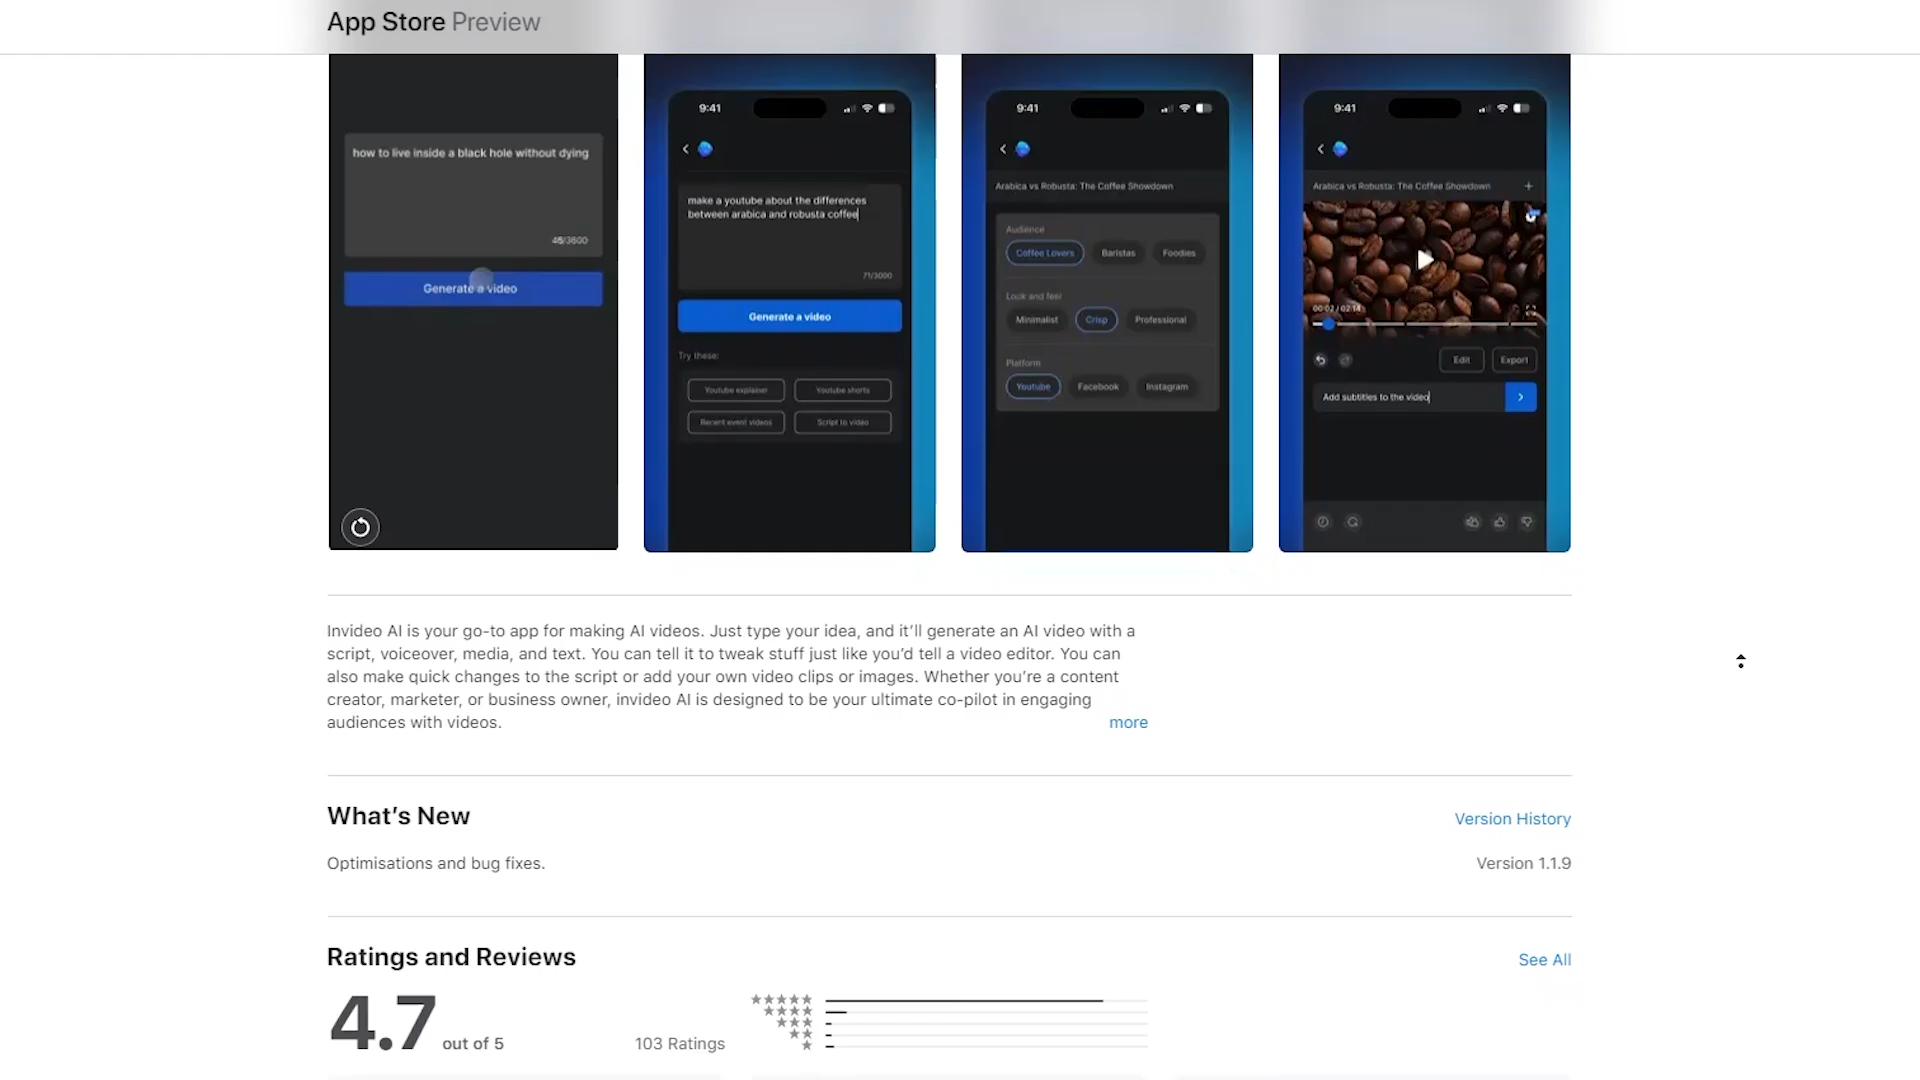 App Store Preview
how to live inside a black hole without dying
46/3600
Generate a video
9:41
make a youtube about the differences
between arabica and robusta coffee
71/3000
Generate a video
Try these:
Youtube explainer
Youtube shorts
Recent event videos
Script to video
9:41
Arabica vs Robusta: The Coffee Showdown
Audience
Coffee Lovers
Baristas
Foodies
Look and feel
Minimalist
Crisp
Professional
Platform
Youtube
Facebook
Instagram
9:41
Arabica vs Robusta: The Coffee Showdown
00:02 / 02:14
Edit
Export
Add subtitles to the video
Invideo AI is your go-to app for making AI videos. Just type your idea, and it’ll generate an AI video with a
script, voiceover, media, and text. You can tell it to tweak stuff just like you’d tell a video editor. You can
also make quick changes to the script or add your own video clips or images. Whether you’re a content
creator, marketer, or business owner, invideo AI is designed to be your ultimate co-pilot in engaging
audiences with videos.
more
What’s New
Version History
Optimisations and bug fixes.
Version 1.1.9
Ratings and Reviews
See All
4.7 out of 5
103 Ratings